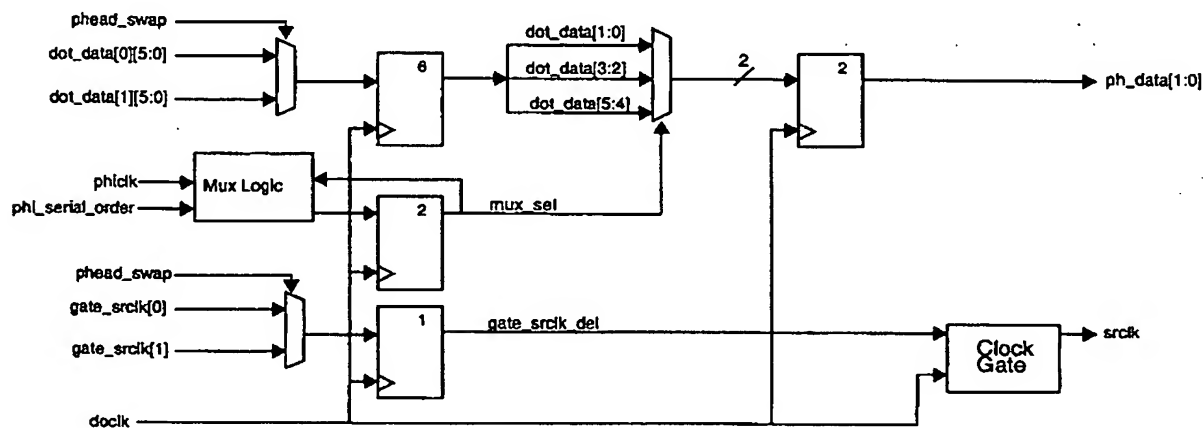 phead_swap
dot_data[0][5:0]
dot_data[1][5:0]
6
dot_data[1:0]
dot_data[3:2]
dot_data[5:4]
2
2
ph_data[1:0]
phiclk
phi_serial_order
Mux Logic
2
mux_sel
phead_swap
gate_srclk[0]
gate_srclk[1]
1
gate_srclk_del
Clock
Gate
srclk
doclk